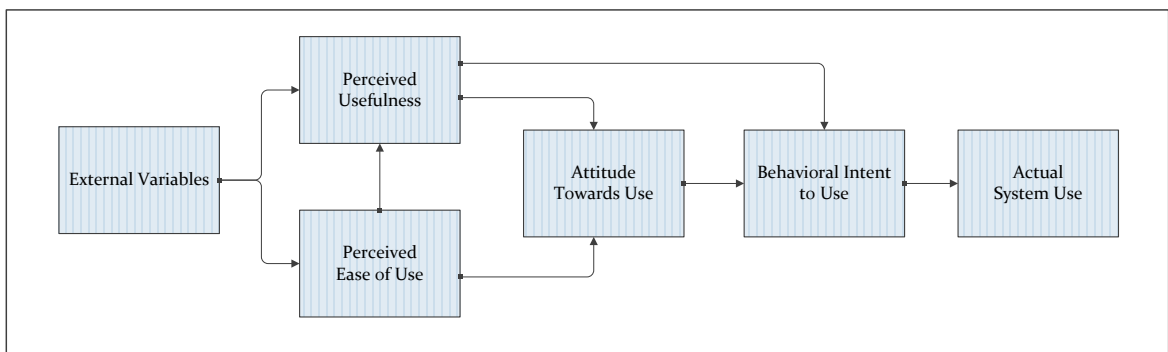 External Variables
Perceived
Usefulness
Perceived
Ease of Use
Attitude
Towards Use
Behavioral Intent
to Use
Actual
System Use